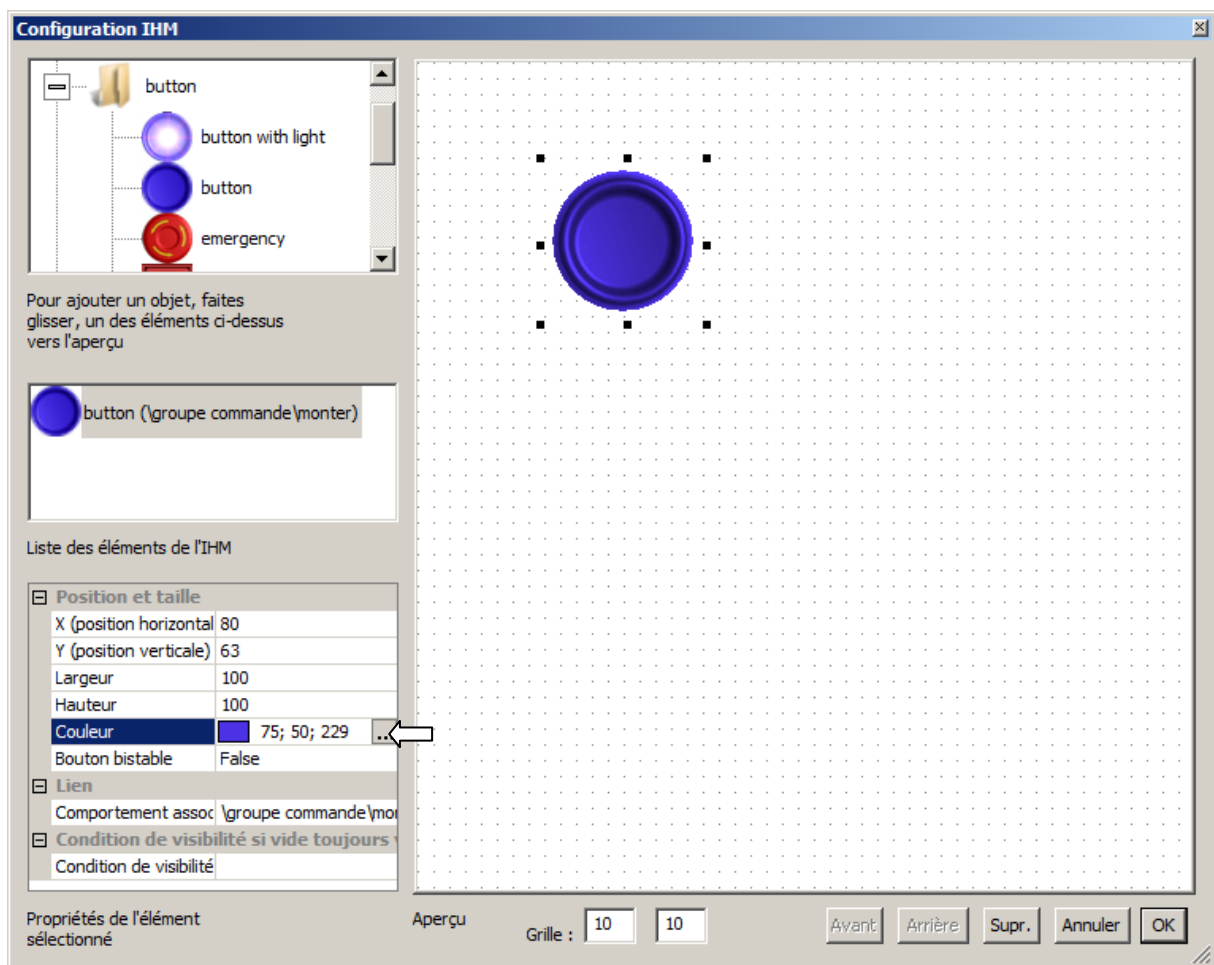 Configuration IHM
button
button with light
button
emergency
Pour ajouter un objet, faites
glisser, un des éléments ci-dessus
vers l'aperçu
button (\groupe commande\monter)
Liste des éléments de l'IHM
Position et taille
X (position horizontal 80
Y (position verticale) 63
Largeur 100
Hauteur 100
Couleur 75; 50; 229 ...
Bouton bistable False
Lien
Comportement assoc \groupe commande\mon
Condition de visibilité si vide toujours v
Condition de visibilité
Propriétés de l'élément
sélectionné
Aperçu
Grille : 10 10
Avant Arrière Supr. Annuler OK